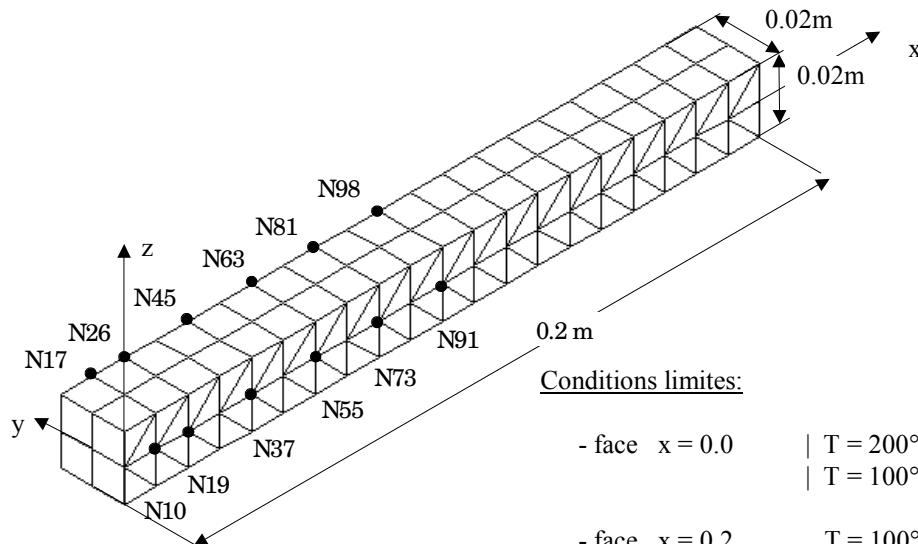 0.02m
x
0.02m
N98
N81
z
N63
N45
N26
N17
0.2 m
N91
y
N73
N55
N37
N19
N10
Conditions limites:
- face x = 0.0 | T = 200°
| T = 100°
- face x = 0.2 T = 100°